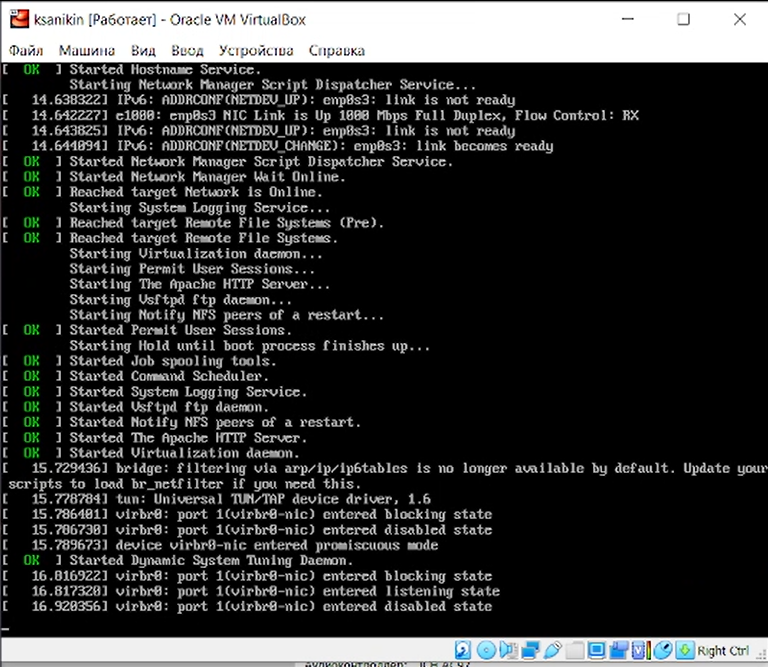 ksanikin [Работает] - Oracle VM VirtualBox
Файл Машина Вид Ввод Устройства Справка
[  OK  ] Started Hostname Service.
Starting Network Manager Script Dispatcher Service...
[   14.638322] IPv6: ADDRCONF(NETDEV_UP): enp0s3: link is not ready
[   14.642227] e1000: enp0s3 NIC Link is Up 1000 Mbps Full Duplex, Flow Control: RX
[   14.643825] IPv6: ADDRCONF(NETDEV_UP): enp0s3: link is not ready
[   14.644094] IPv6: ADDRCONF(NETDEV_CHANGE): enp0s3: link becomes ready
[  OK  ] Started Network Manager Script Dispatcher Service.
[  OK  ] Started Network Manager Wait Online.
[  OK  ] Reached target Network is Online.
Starting System Logging Service...
[  OK  ] Reached target Remote File Systems (Pre).
[  OK  ] Reached target Remote File Systems.
Starting Virtualization daemon...
Starting Permit User Sessions...
Starting The Apache HTTP Server...
Starting Vsftpd ftp daemon...
Starting Notify NFS peers of a restart...
[  OK  ] Started Permit User Sessions.
Starting Hold until boot process finishes up...
[  OK  ] Started Job spooling tools.
[  OK  ] Started Command Scheduler.
[  OK  ] Started System Logging Service.
[  OK  ] Started Vsftpd ftp daemon.
[  OK  ] Started Notify NFS peers of a restart.
[  OK  ] Started The Apache HTTP Server.
[  OK  ] Started Virtualization daemon.
[   15.729436] bridge: filtering via arp/ip/ip6tables is no longer available by default. Update your
scripts to load br_netfilter if you need this.
[   15.778784] tun: Universal TUN/TAP device driver, 1.6
[   15.786401] virbr0: port 1(virbr0-nic) entered blocking state
[   15.786730] virbr0: port 1(virbr0-nic) entered disabled state
[   15.789673] device virbr0-nic entered promiscuous mode
[  OK  ] Started Dynamic System Tuning Daemon.
[   16.816922] virbr0: port 1(virbr0-nic) entered blocking state
[   16.817320] virbr0: port 1(virbr0-nic) entered listening state
[   16.920356] virbr0: port 1(virbr0-nic) entered disabled state
Right Ctrl